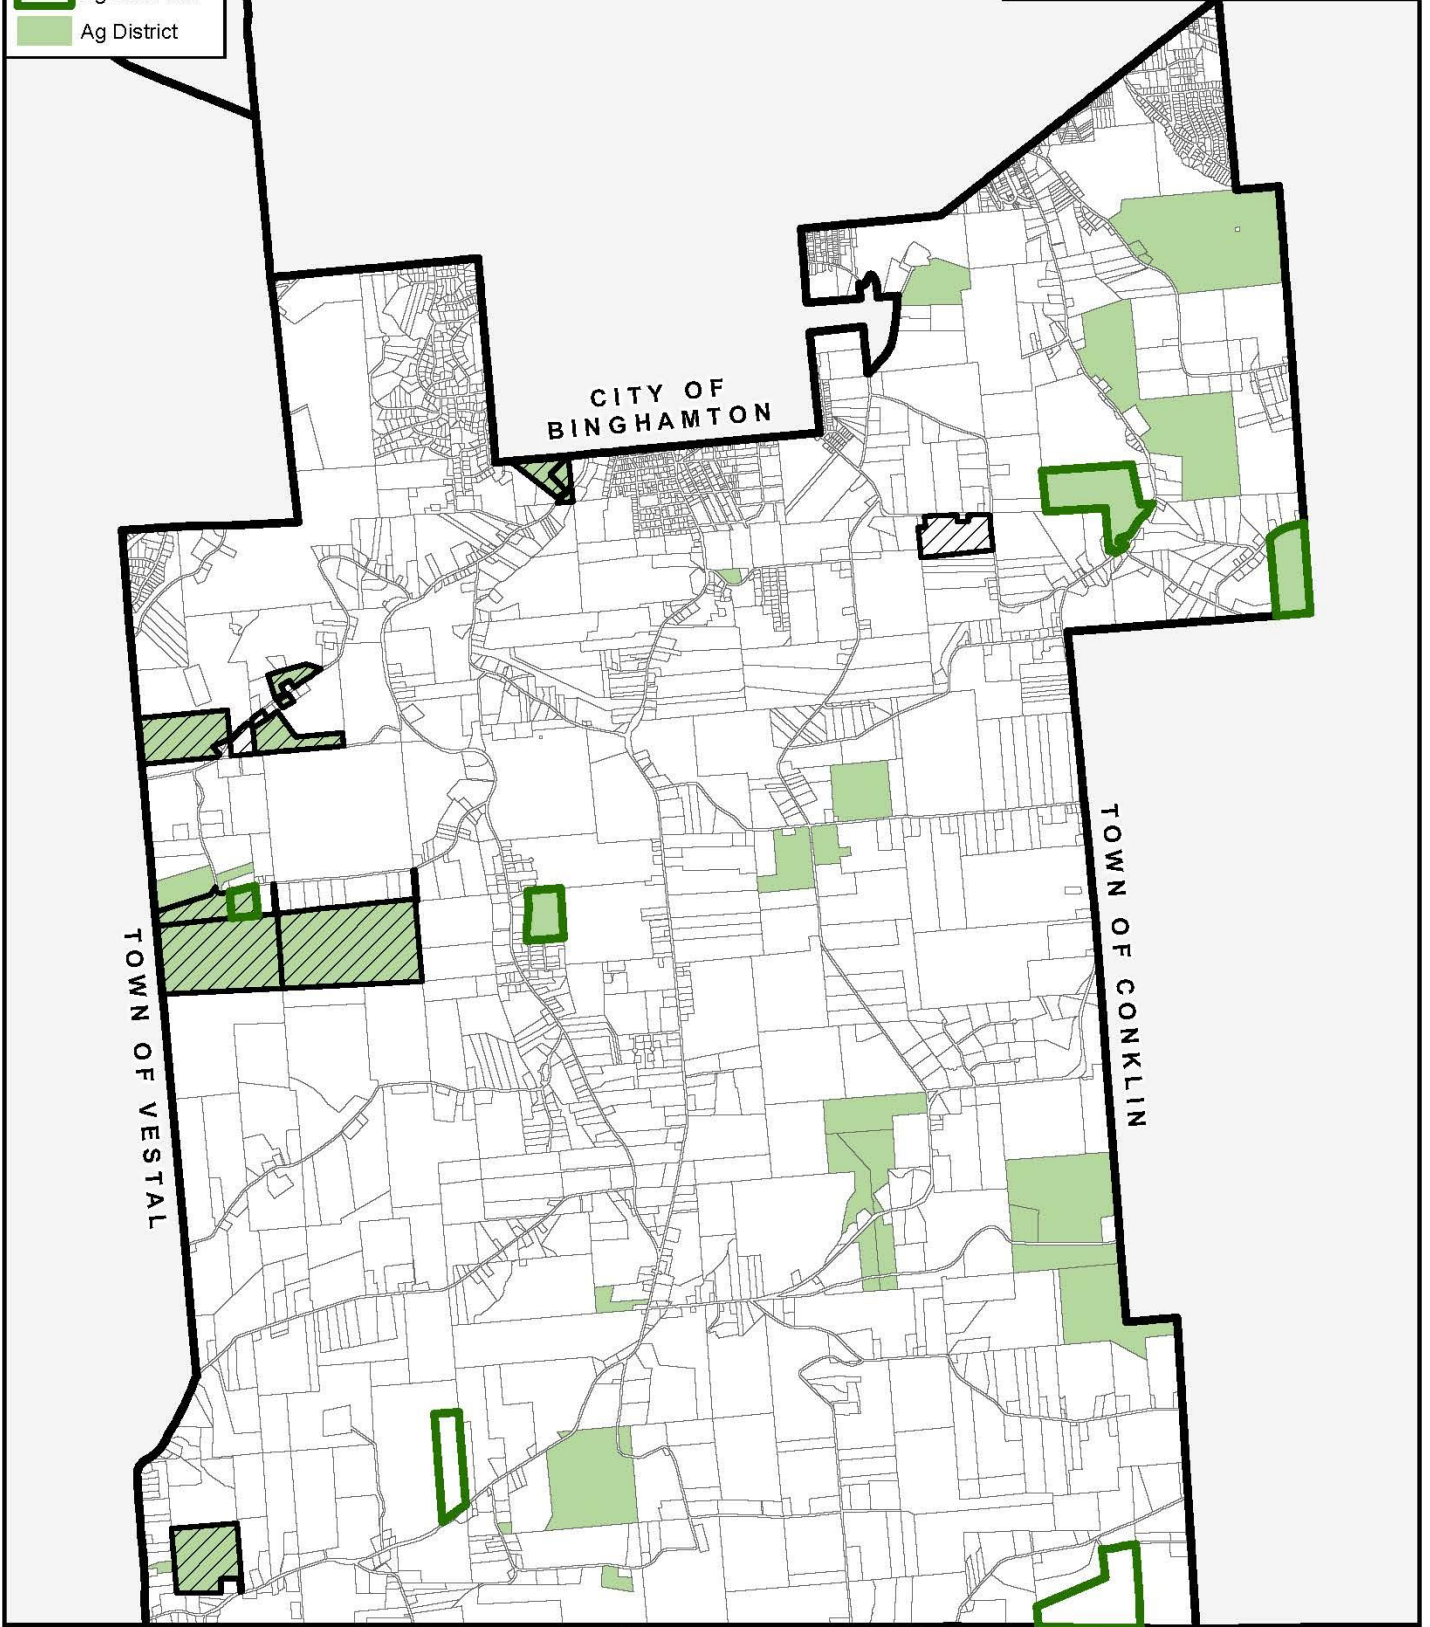 Ag District
CITY OF
BINGHAMTON
TOWN OF CONKLIN
TOWN OF VESTAL